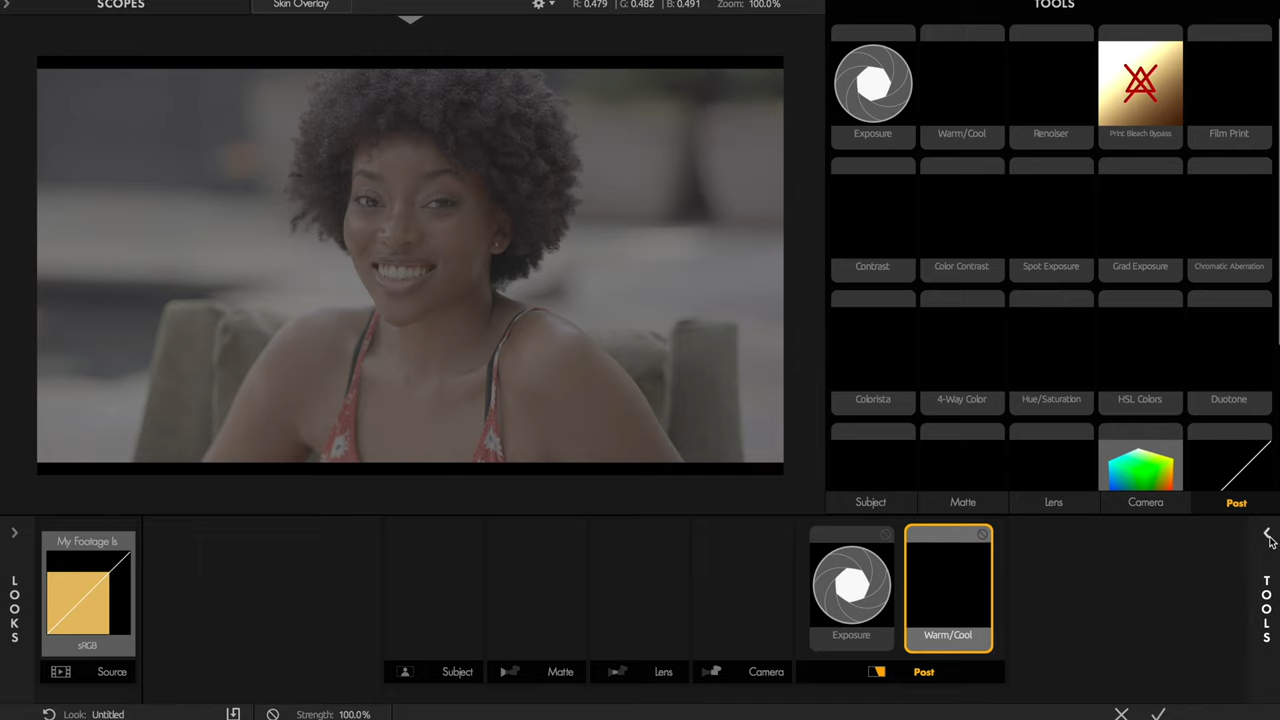 SCOPES
Skin Overlay
R: 0.479 | G: 0.482 | B: 0.491
Zoom: 100.0%
TOOLS
Exposure
Warm/Cool
Renoiser
Print Bleach Bypass
Film Print
Contrast
Color Contrast
Spot Exposure
Grad Exposure
Chromatic Aberration
Colorista
4-Way Color
Hue/Saturation
HSL Colors
Duotone
Subject
Matte
Lens
Camera
Post
LOOKS
My Footage Is
sRGB
Source
Subject
Matte
Lens
Camera
Exposure
Warm/Cool
Post
TOOLS
Look: Untitled
Strength: 100.0%